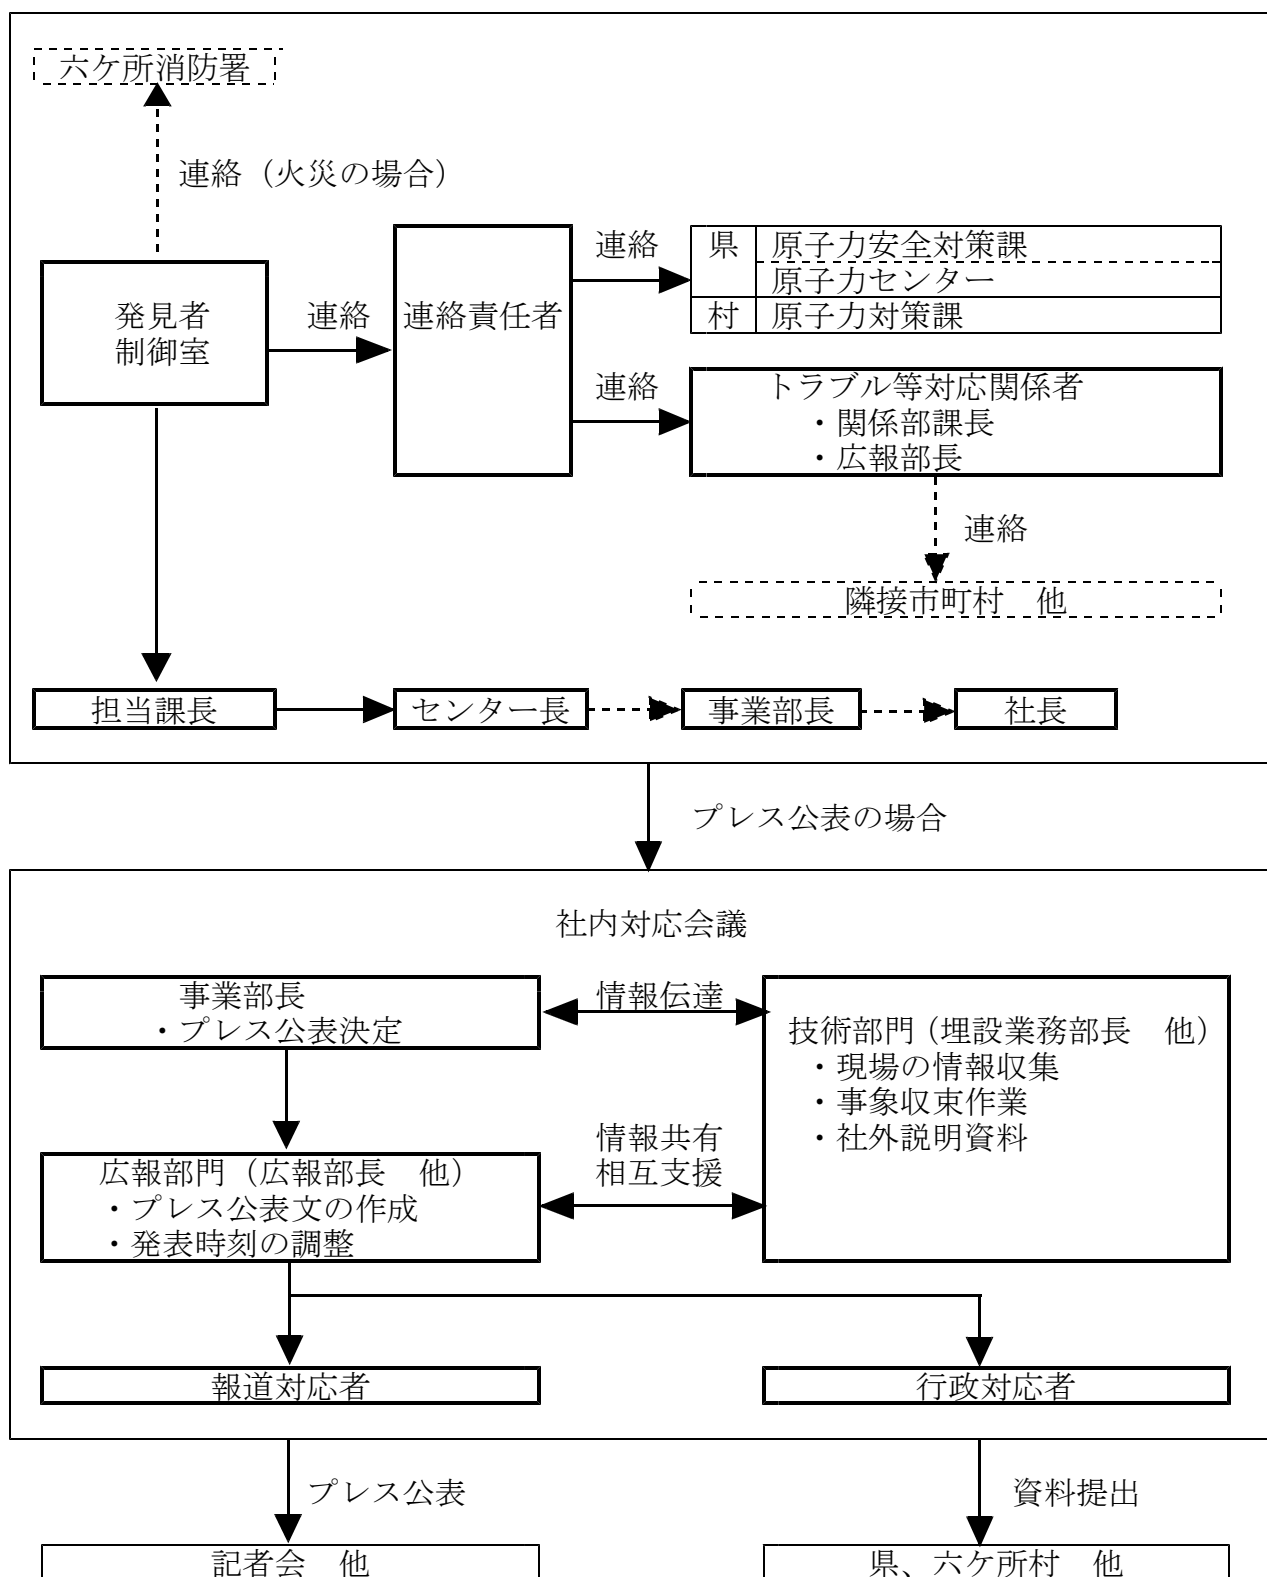 六ケ所消防署
連絡（火災の場合）
発見者
制御室
連絡
連絡責任者
連絡
県
原子力安全対策課
原子力センター
村
原子力対策課
連絡
トラブル等対応関係者
・関係部課長
・広報部長
連絡
隣接市町村　他
担当課長
センター長
事業部長
社長
プレス公表の場合
社内対応会議
事業部長
・プレス公表決定
情報伝達
技術部門（埋設業務部長　他）
・現場の情報収集
・事象収束作業
・社外説明資料
情報共有
相互支援
広報部門（広報部長　他）
・プレス公表文の作成
・発表時刻の調整
報道対応者
行政対応者
プレス公表
資料提出
記者会　他
県、六ケ所村　他